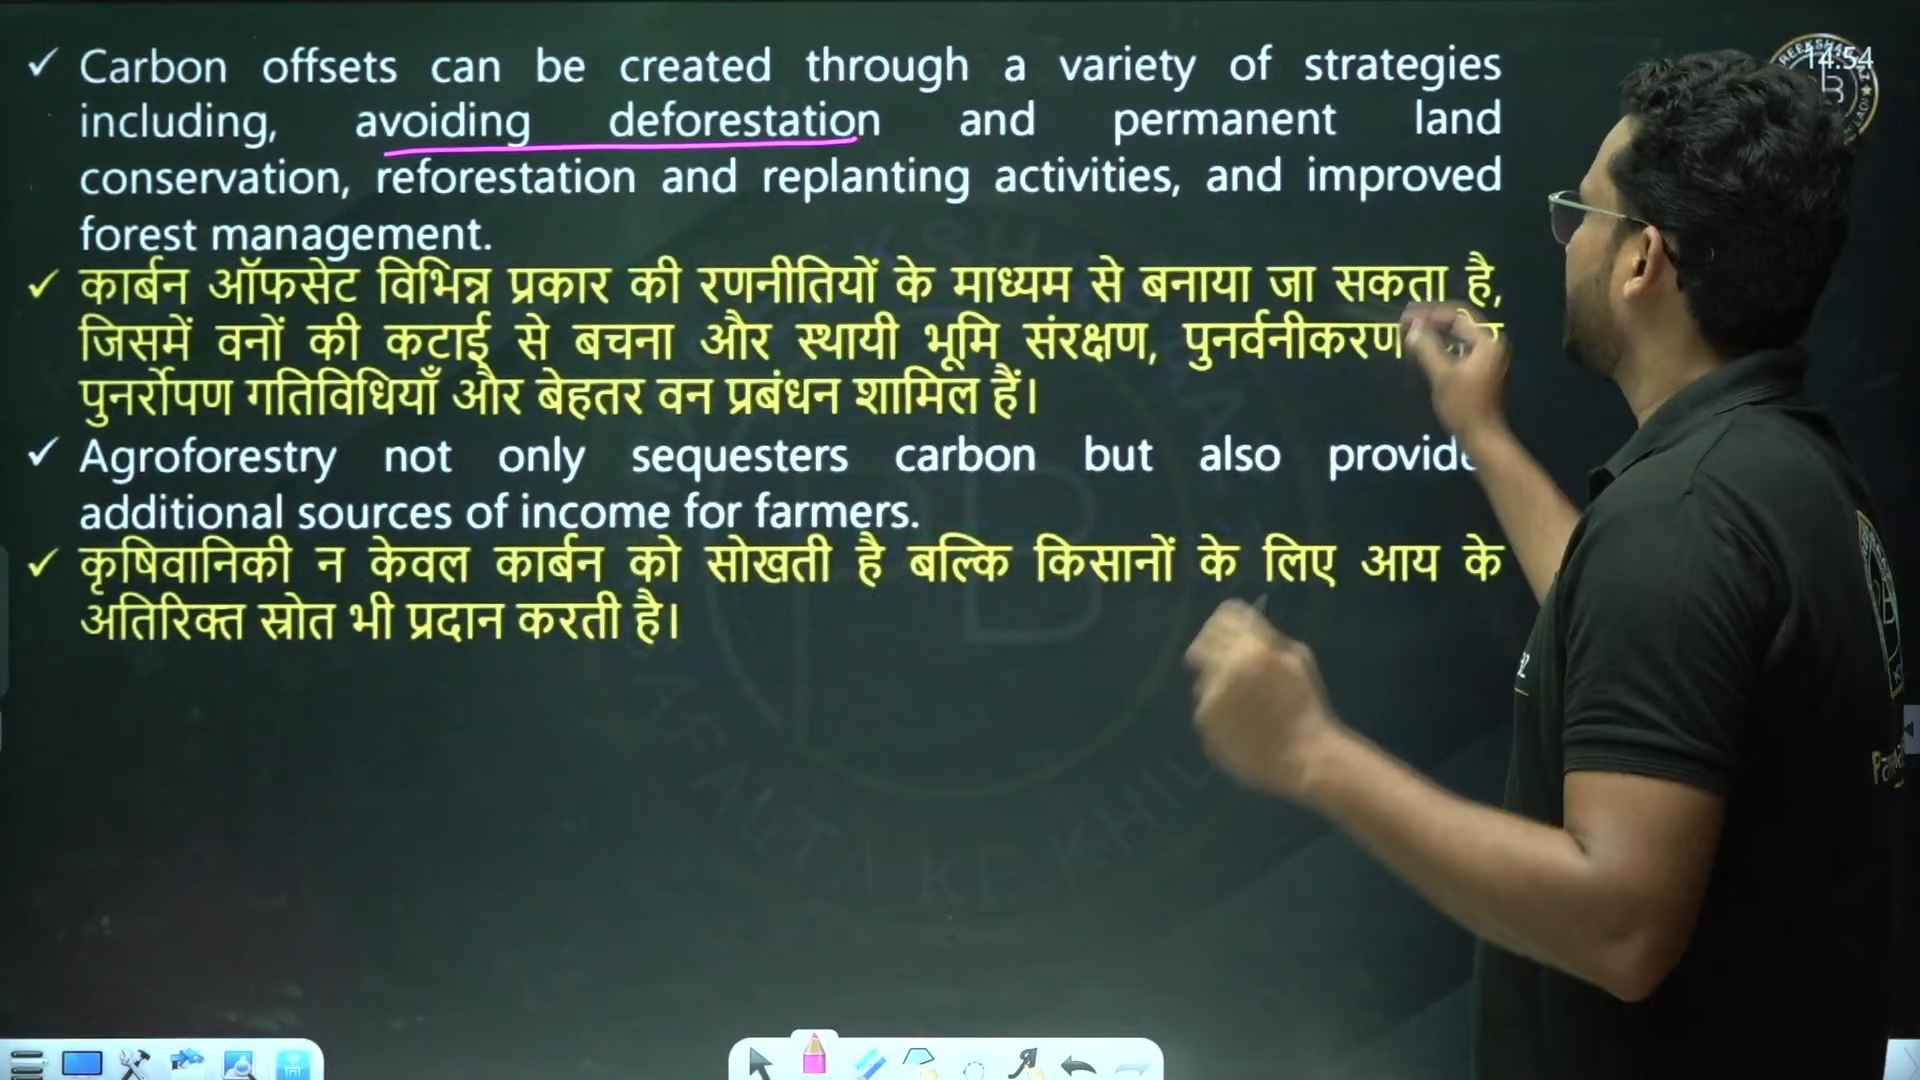 14:54
Carbon offsets can be created through a variety of strategies
including, avoiding deforestation and permanent land
conservation, reforestation and replanting activities, and improved
forest management.
कार्बन ऑफसेट विभिन्न प्रकार की रणनीतियों के माध्यम से बनाया जा सकता है,
जिसमें वनों की कटाई से बचना और स्थायी भूमि संरक्षण, पुनर्वनीकरण
पुनर्रोपण गतिविधियाँ और बेहतर वन प्रबंधन शामिल हैं।
Agroforestry not only sequesters carbon but also provide
additional sources of income for farmers.
कृषिवानिकी न केवल कार्बन को सोखती है बल्कि किसानों के लिए आय के
अतिरिक्त स्रोत भी प्रदान करती है।